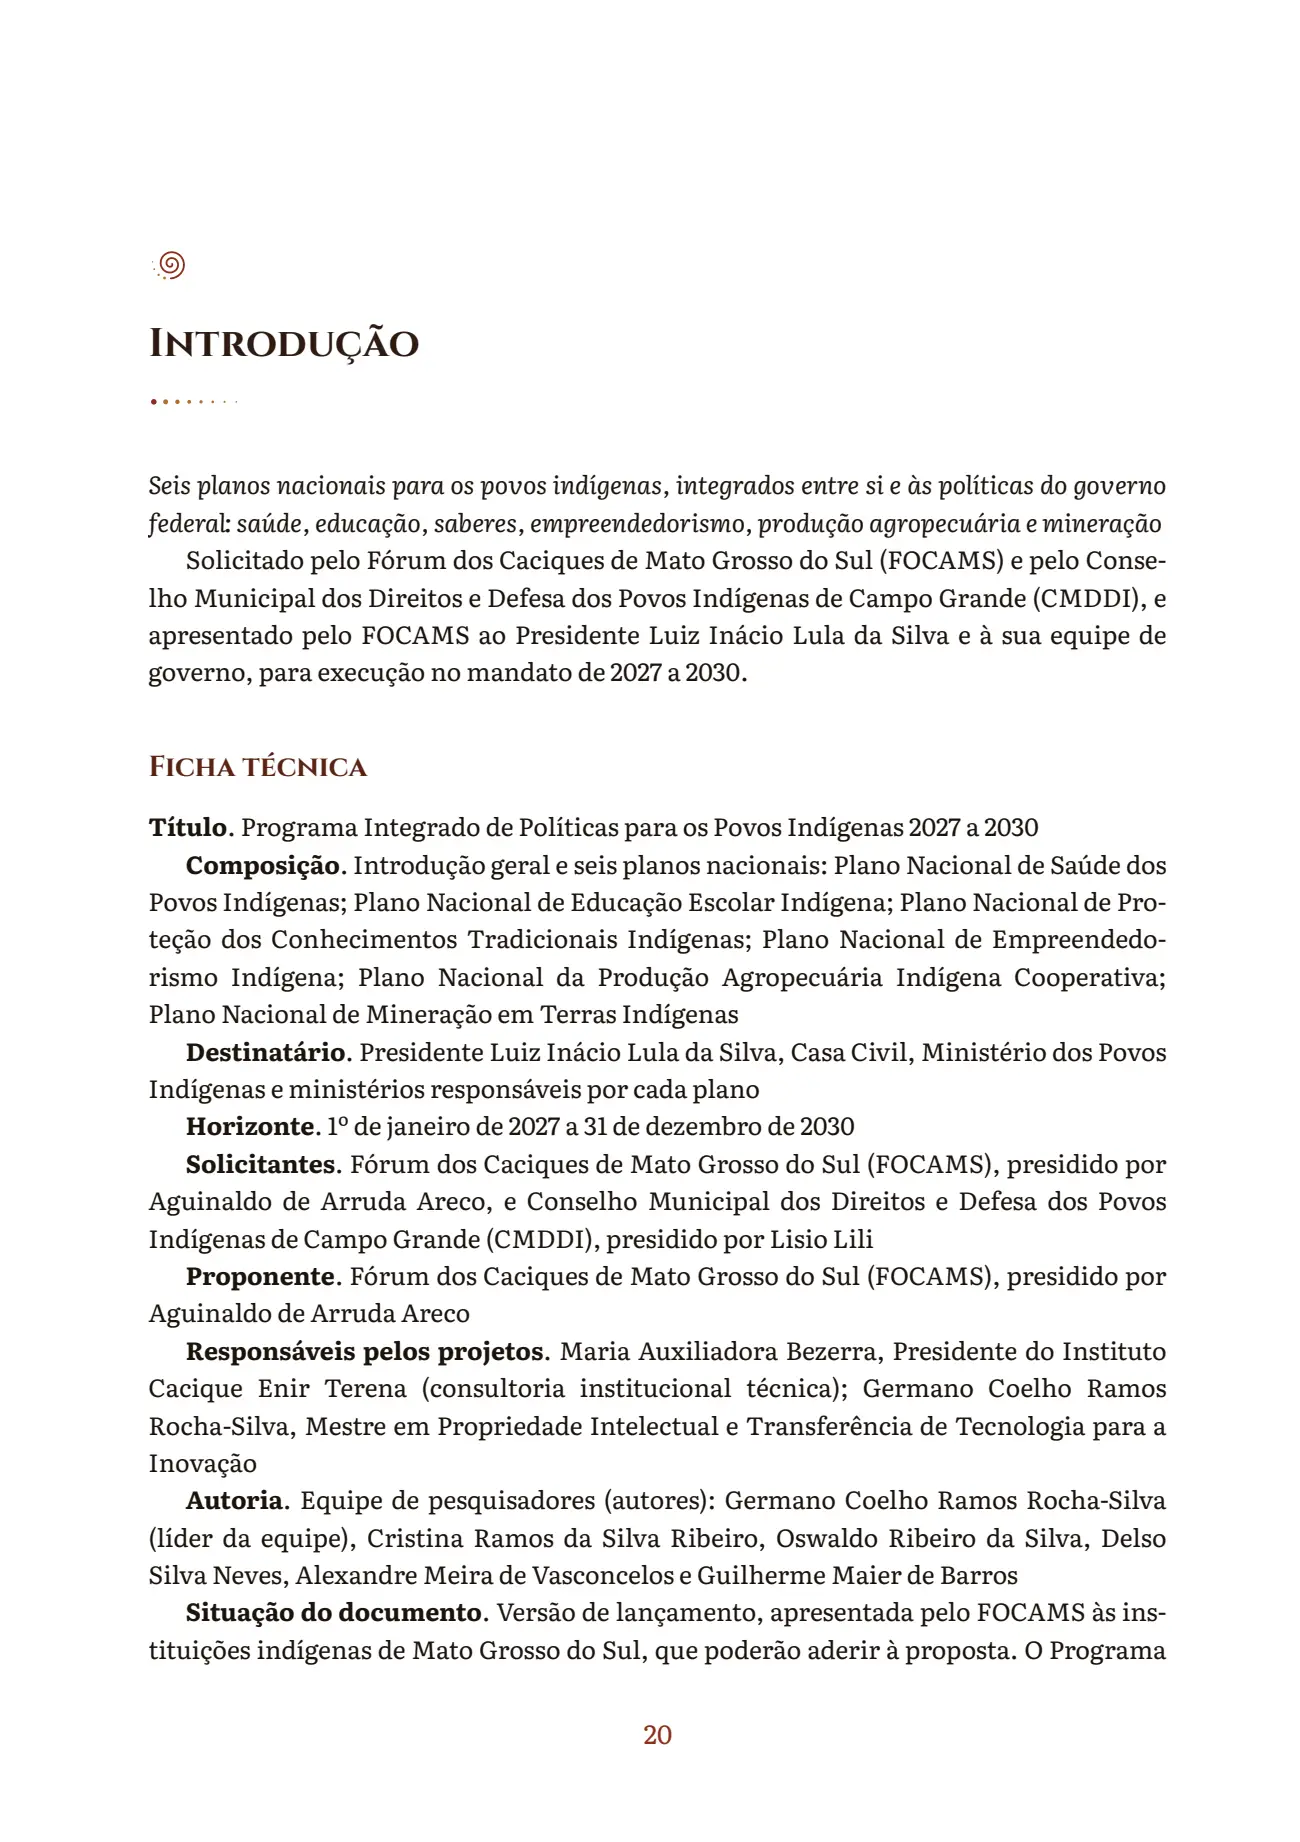 Introdução
Seis planos nacionais para os povos indígenas, integrados entre si e às políticas do governo
federal: saúde, educação, saberes, empreendedorismo, produção agropecuária e mineração
Solicitado pelo Fórum dos Caciques de Mato Grosso do Sul (FOCAMS) e pelo Conse-
lho Municipal dos Direitos e Defesa dos Povos Indígenas de Campo Grande (CMDDI), e
apresentado pelo FOCAMS ao Presidente Luiz Inácio Lula da Silva e à sua equipe de
governo, para execução no mandato de 2027 a 2030.
Ficha técnica
Título. Programa Integrado de Políticas para os Povos Indígenas 2027 a 2030
Composição. Introdução geral e seis planos nacionais: Plano Nacional de Saúde dos
Povos Indígenas; Plano Nacional de Educação Escolar Indígena; Plano Nacional de Pro-
teção dos Conhecimentos Tradicionais Indígenas; Plano Nacional de Empreendedo-
rismo Indígena; Plano Nacional da Produção Agropecuária Indígena Cooperativa;
Plano Nacional de Mineração em Terras Indígenas
Destinatário. Presidente Luiz Inácio Lula da Silva, Casa Civil, Ministério dos Povos
Indígenas e ministérios responsáveis por cada plano
Horizonte. 1º de janeiro de 2027 a 31 de dezembro de 2030
Solicitantes. Fórum dos Caciques de Mato Grosso do Sul (FOCAMS), presidido por
Aguinaldo de Arruda Areco, e Conselho Municipal dos Direitos e Defesa dos Povos
Indígenas de Campo Grande (CMDDI), presidido por Lisio Lili
Proponente. Fórum dos Caciques de Mato Grosso do Sul (FOCAMS), presidido por
Aguinaldo de Arruda Areco
Responsáveis pelos projetos. Maria Auxiliadora Bezerra, Presidente do Instituto
Cacique Enir Terena (consultoria institucional técnica); Germano Coelho Ramos
Rocha-Silva, Mestre em Propriedade Intelectual e Transferência de Tecnologia para a
Inovação
Autoria. Equipe de pesquisadores (autores): Germano Coelho Ramos Rocha-Silva
(líder da equipe), Cristina Ramos da Silva Ribeiro, Oswaldo Ribeiro da Silva, Delso
Silva Neves, Alexandre Meira de Vasconcelos e Guilherme Maier de Barros
Situação do documento. Versão de lançamento, apresentada pelo FOCAMS às ins-
tituições indígenas de Mato Grosso do Sul, que poderão aderir à proposta. O Programa
20